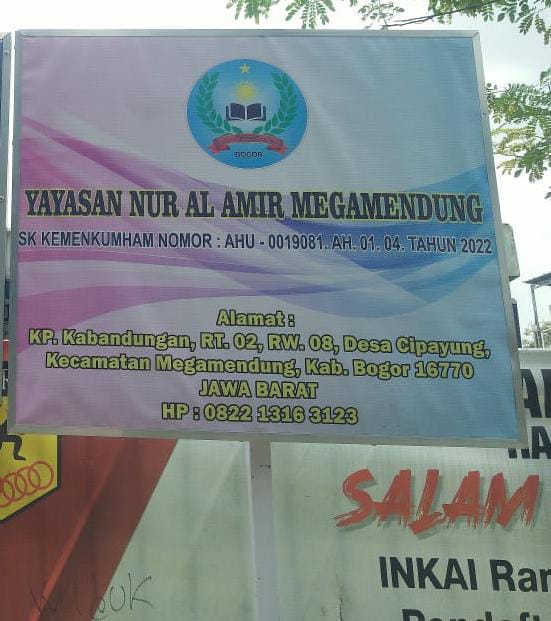 BOGOR
YAYASAN NUR AL AMIR MEGAMENDUNG
SK KEMENKUMHAM NOMOR : AHU - 0019081. AH. 01. 04. TAHUN 2022
Alamat :
KP. Kabandungan, RT. 02, RW. 08, Desa Cipayung,
Kecamatan Megamendung, Kab. Bogor 16770
JAWA BARAT
HP : 0822 1316 3123
SALAM
INKAI Ran